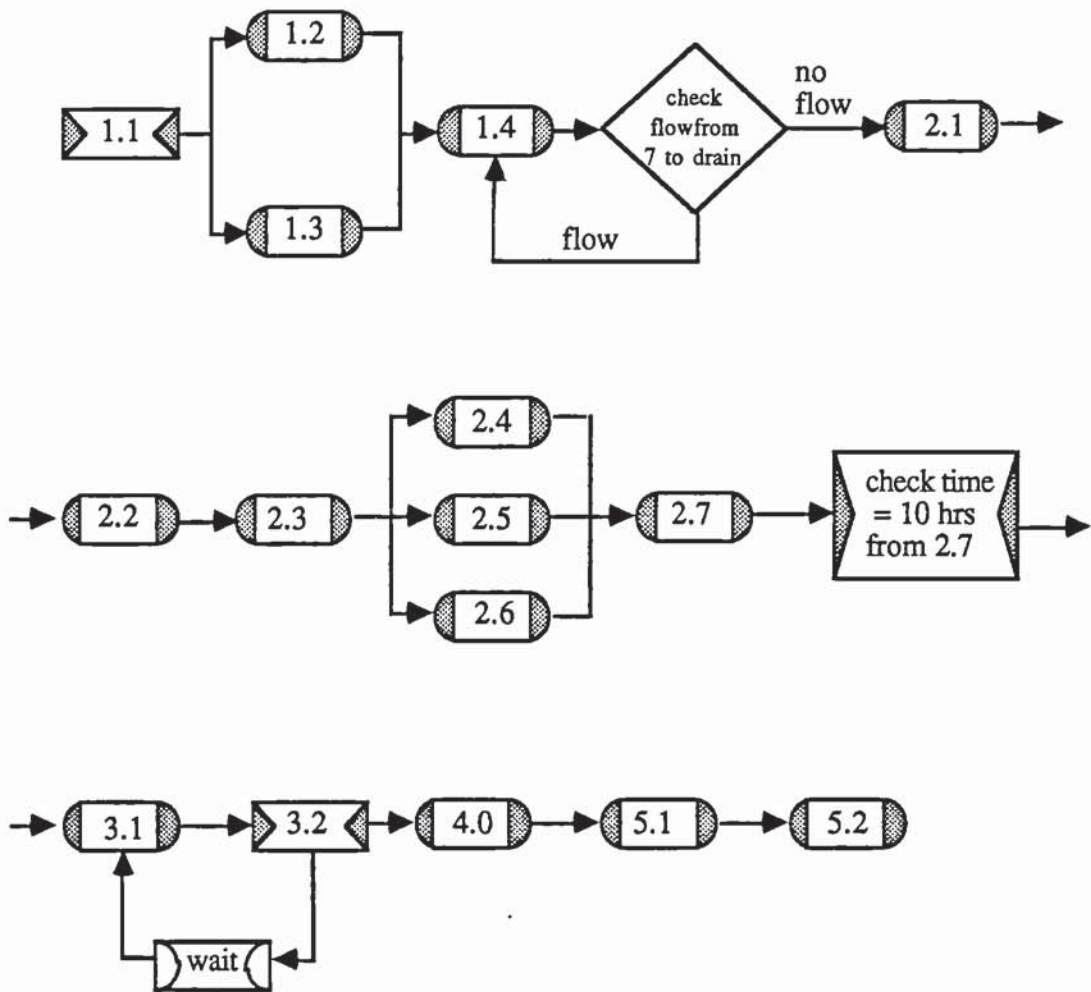 1.2
no
flow
check
flowfrom
7 to drain
1.1
1.4
2.1
1.3
flow
2.4
check time
= 10 hrs
from 2.7
2.2
2.3
2.5
2.7
2.6
3.1
3.2
4.0
5.1
5.2
wait